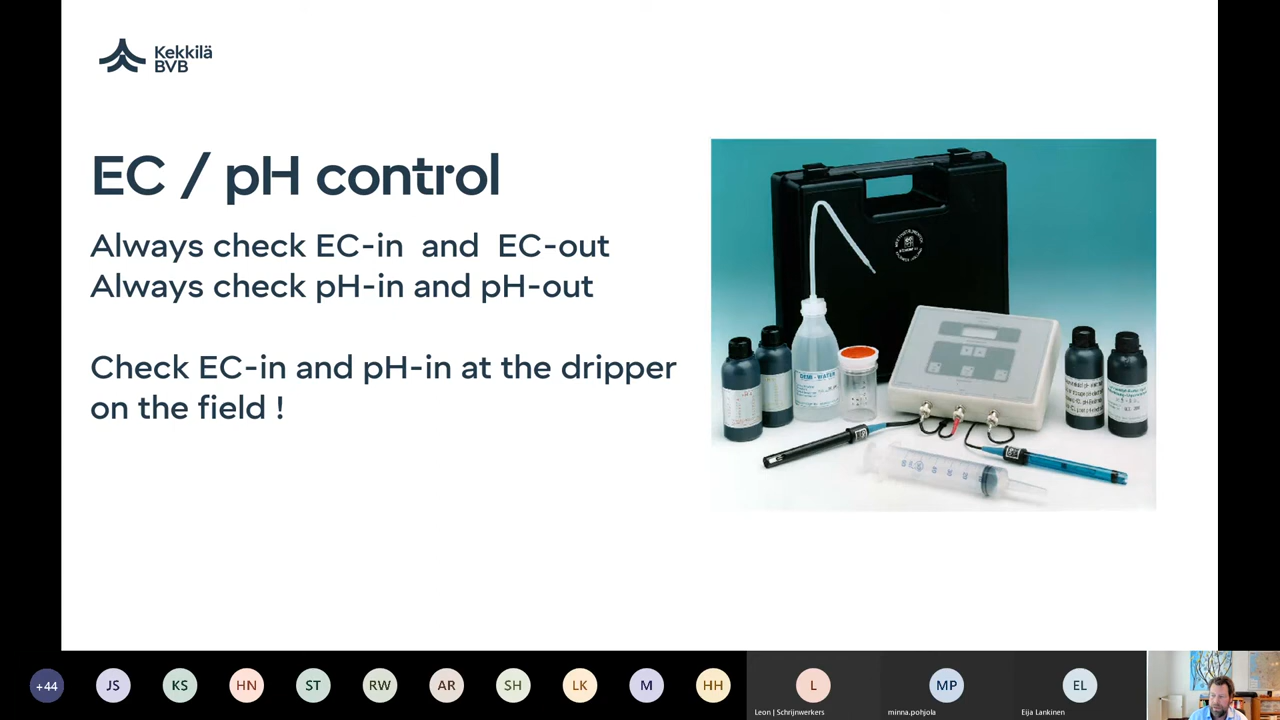 Kekkilä
BVB
EC / pH control
Always check EC-in and EC-out
Always check pH-in and pH-out
Check EC-in and pH-in at the dripper
on the field !
DEMI-WATER
+44
JS
KS
HN
ST
RW
AR
SH
LK
M
HH
L
MP
EL
Leon | Schrijnwerkers
minna.pohjola
Eija Lankinen